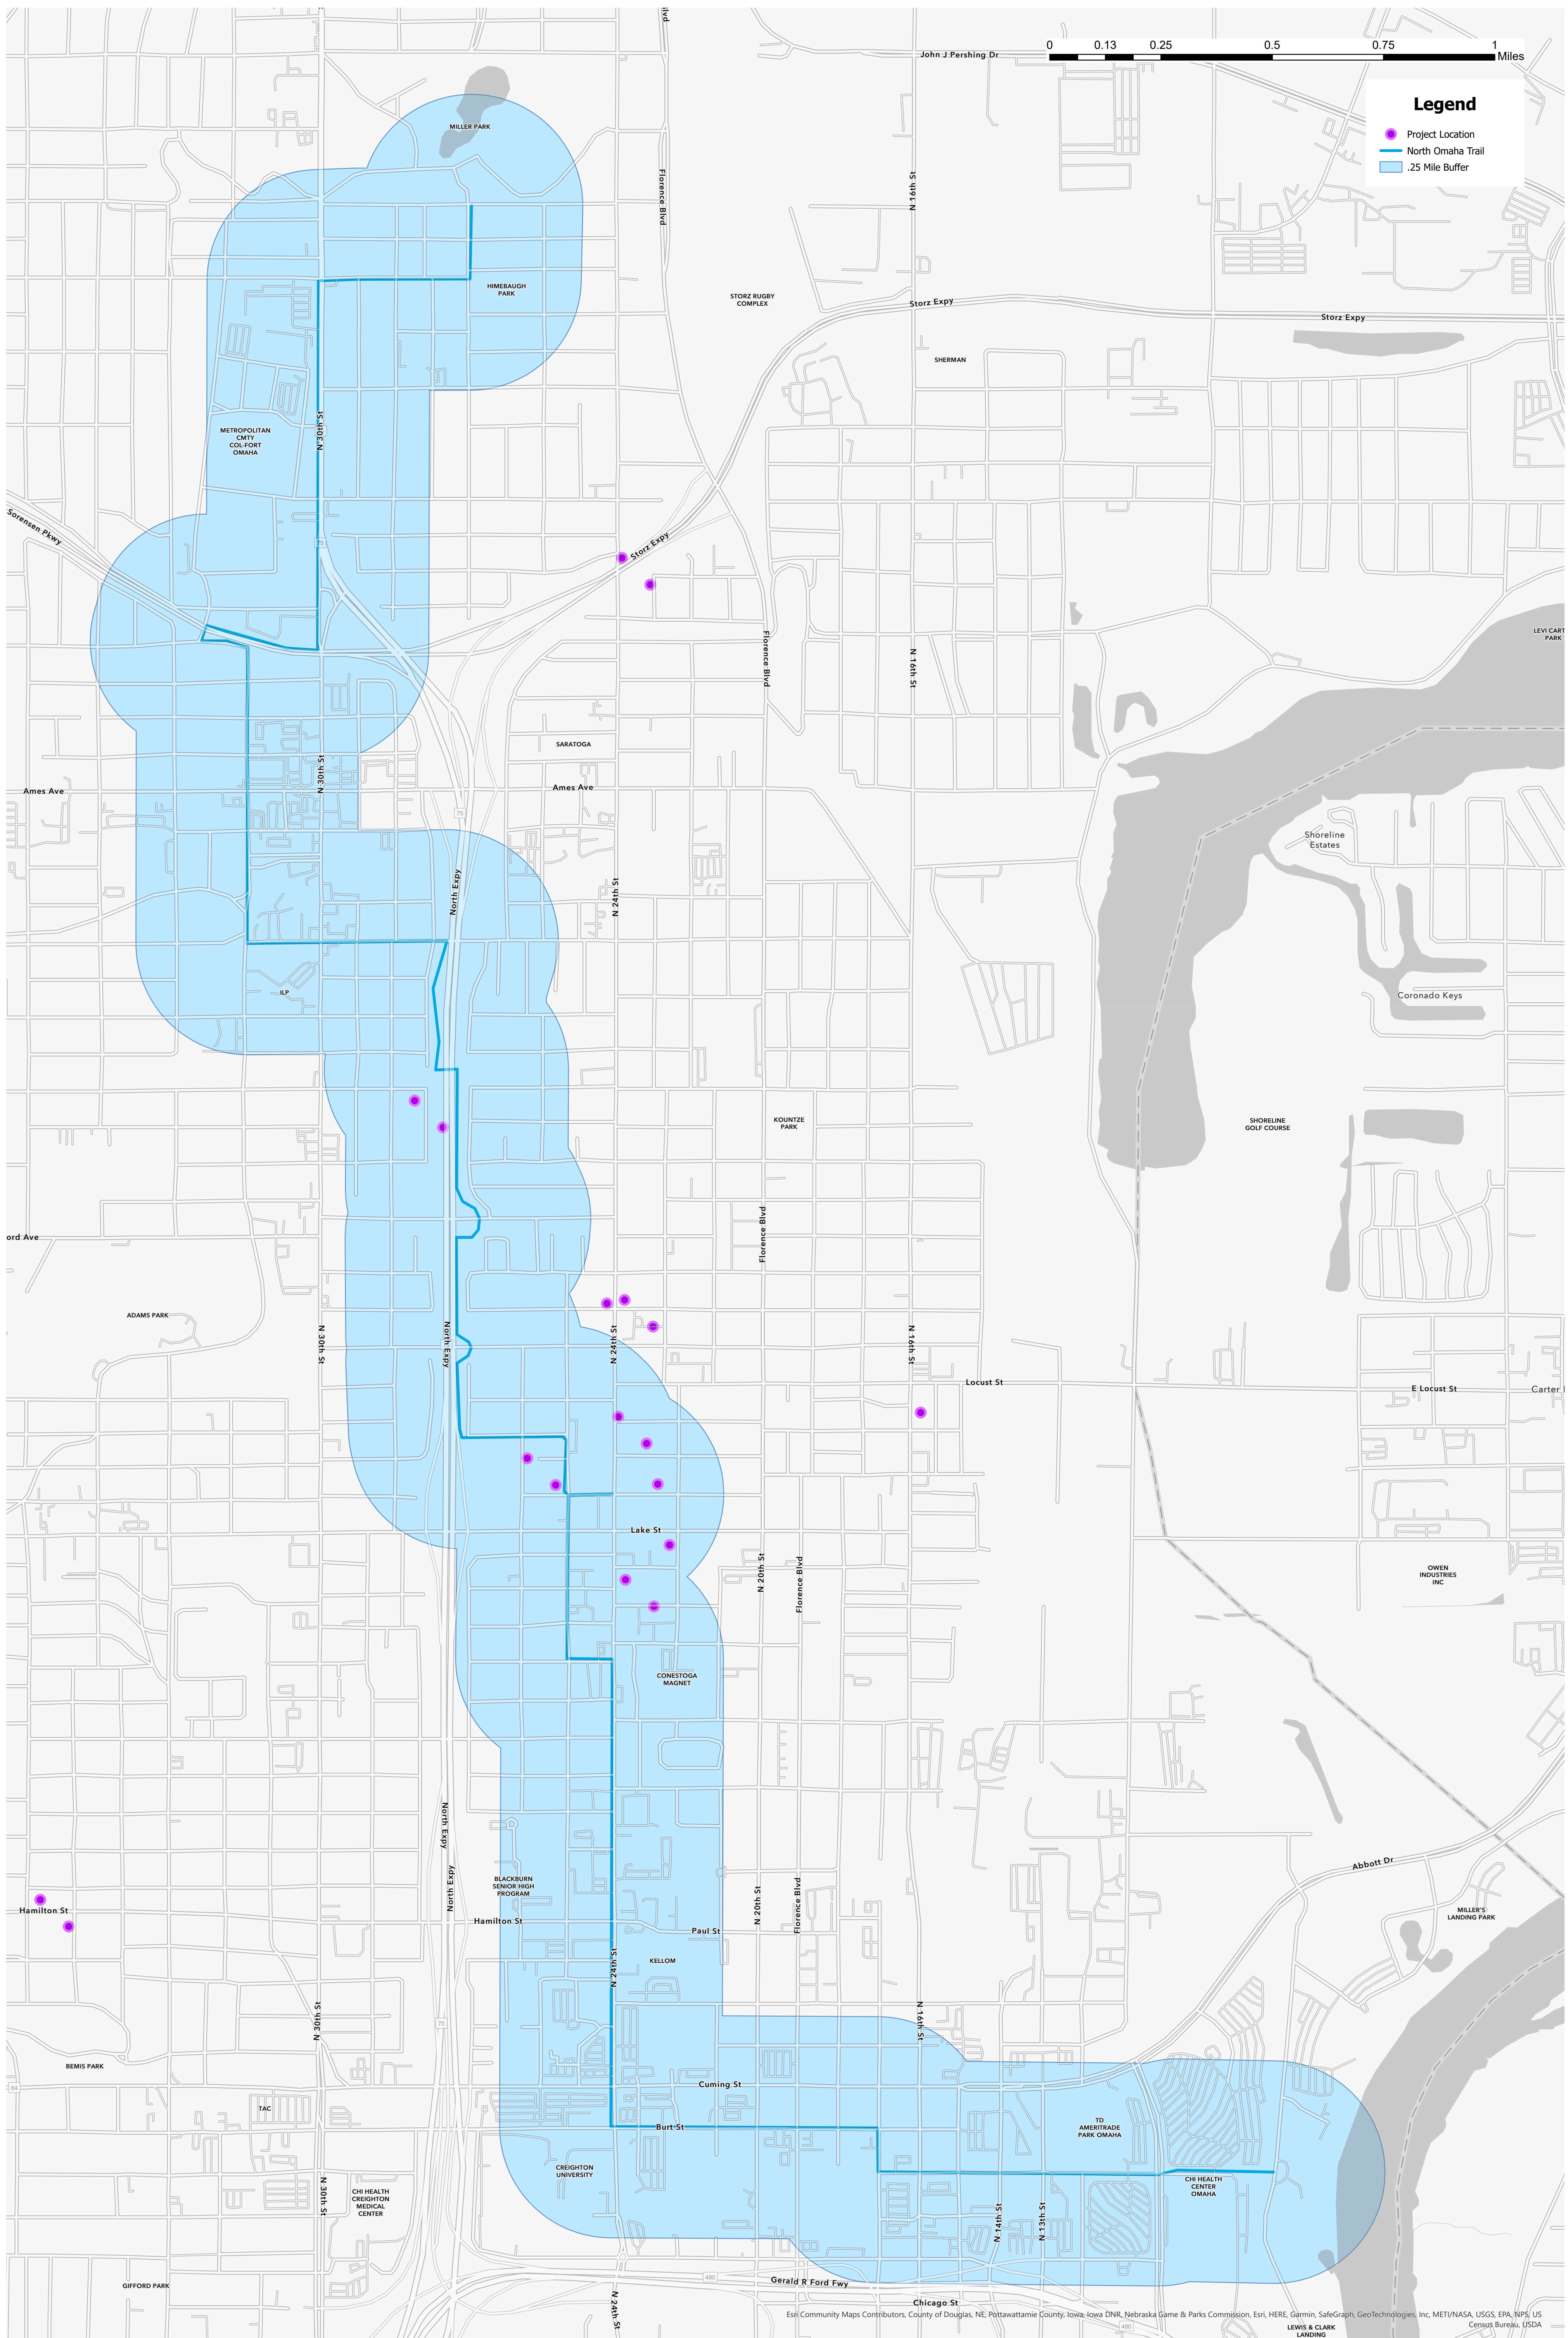 John J Pershing Dr
0 0.13 0.25 0.5 0.75 1
Miles
Legend
Project Location
North Omaha Trail
.25 Mile Buffer
MILLER PARK
Florence Blvd
N 16th St
HIMEBAUGH
PARK
STORZ RUGBY
COMPLEX
Storz Expy
Storz Expy
SHERMAN
METROPOLITAN
CMTY
COL-FORT
OMAHA
N 30th St
Sorensen Pkwy
75
Storz Expy
Florence Blvd
N 16th St
LEVI CART
PARK
SARATOGA
Ames Ave
N 30th St
Ames Ave
75
Shoreline
Estates
North Expy
N 24th St
ILP
Coronado Keys
KOUNTZE
PARK
SHORELINE
GOLF COURSE
ord Ave
Florence Blvd
ADAMS PARK
N 30th St
North Expy
N 24th St
N 16th St
Locust St
E Locust St
Carter
Lake St
N 20th St
Florence Blvd
OWEN
INDUSTRIES
INC
CONESTOGA
MAGNET
North Expy
North Expy
Abbott Dr
BLACKBURN
SENIOR HIGH
PROGRAM
Hamilton St
Hamilton St
Paul St
N 20th St
Florence Blvd
MILLER'S
LANDING PARK
N 24th St
KELLOM
N 30th St
75
N 16th St
BEMIS PARK
84
Cuming St
TAC
Burt St
TD
AMERITRADE
PARK OMAHA
CREIGHTON
UNIVERSITY
CHI HEALTH
CENTER
OMAHA
N 30th St
CHI HEALTH
CREIGHTON
MEDICAL
CENTER
N 14th St
N 13th St
GIFFORD PARK
480
Gerald R Ford Fwy
N 24th St
Chicago St
Esri Community Maps Contributors, County of Douglas, NE, Pottawattamie County, Iowa, Iowa DNR, Nebraska Game & Parks Commission, Esri, HERE, Garmin, SafeGraph, GeoTechnologies, Inc, METI/NASA, USGS, EPA, NPS, US
Census Bureau, USDA
480
LEWIS & CLARK
LANDING